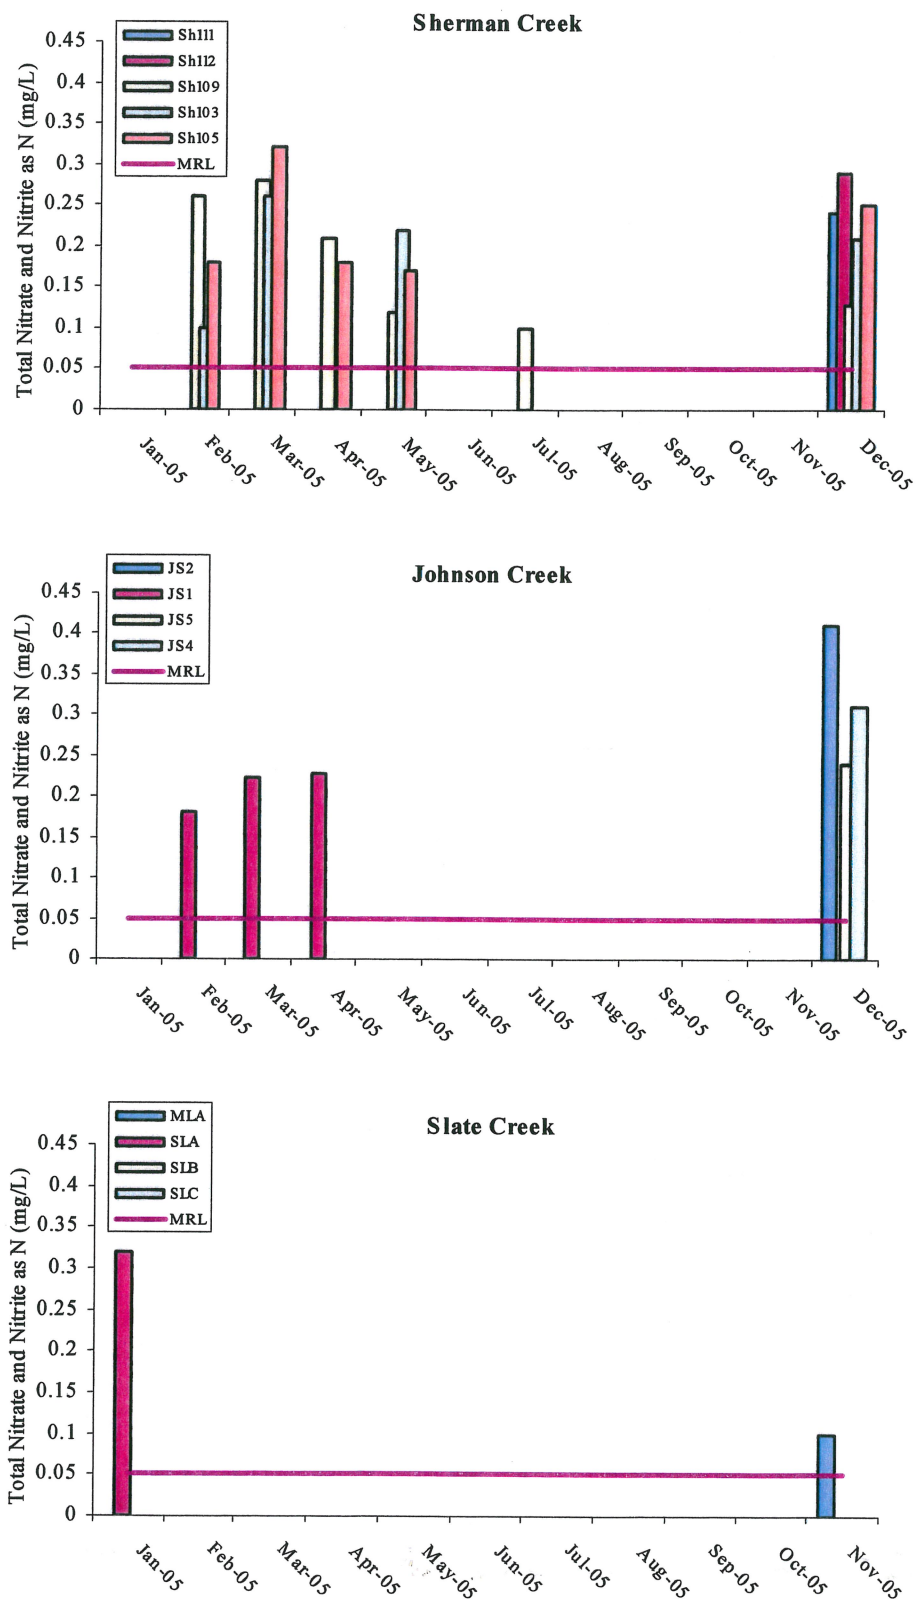 Sherman Creek
Sh111
Sh112
Sh109
Sh103
Sh105
MRL
Total Nitrate and Nitrite as N (mg/L)
0.45
0.4
0.35
0.3
0.25
0.2
0.15
0.1
0.05
0
Jan-05
Feb-05
Mar-05
Apr-05
May-05
Jun-05
Jul-05
Aug-05
Sep-05
Oct-05
Nov-05
Dec-05
Johnson Creek
JS2
JS1
JS5
JS4
MRL
Total Nitrate and Nitrite as N (mg/L)
0.45
0.4
0.35
0.3
0.25
0.2
0.15
0.1
0.05
0
Jan-05
Feb-05
Mar-05
Apr-05
May-05
Jun-05
Jul-05
Aug-05
Sep-05
Oct-05
Nov-05
Dec-05
Slate Creek
MLA
SLA
SLB
SLC
MRL
Total Nitrate and Nitrite as N (mg/L)
0.45
0.4
0.35
0.3
0.25
0.2
0.15
0.1
0.05
0
Jan-05
Feb-05
Mar-05
Apr-05
May-05
Jun-05
Jul-05
Aug-05
Sep-05
Oct-05
Nov-05